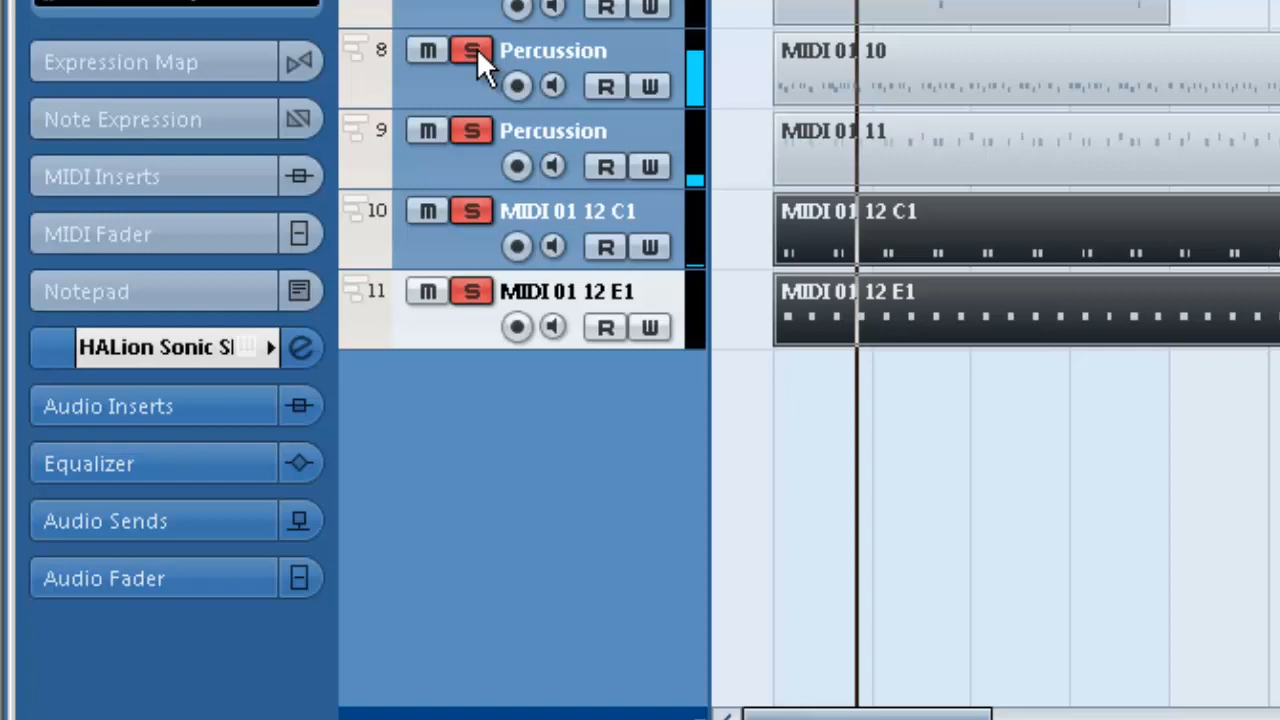 R W
Expression Map
8 m S Percussion
R W
MIDI 01 10
Note Expression
9 m S Percussion
R W
MIDI 01 11
MIDI Inserts
10 m S MIDI 01 12 C1
R W
MIDI 01 12 C1
MIDI Fader
Notepad
11 m S MIDI 01 12 E1
R W
MIDI 01 12 E1
HALion Sonic
Audio Inserts
Equalizer
Audio Sends
Audio Fader